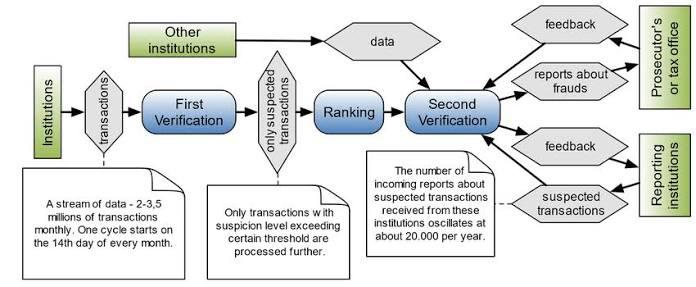 Other
institutions
data
feedback
reports about
frauds
Prosecutor's
or tax office
Institutions
transactions
First
Verification
only suspected
transactions
Ranking
Second
Verification
feedback
suspected
transactions
Reporting
institutions
A stream of data - 2-3,5
millions of transactions
monthly. One cycle starts on
the 14th day of every month.
Only transactions with
suspicion level exceeding
certain threshold are
processed further.
The number of
incoming reports about
suspected transactions
received from these
institutions oscillates at
about 20.000 per year.